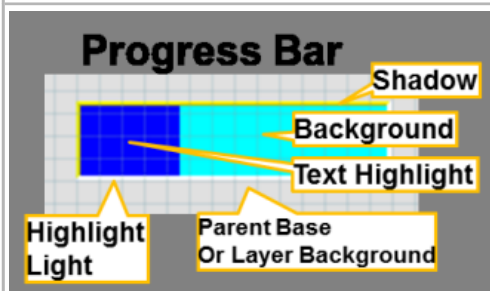 Progress Bar
Shadow
Background
Text Highlight
Highlight
Light
Parent Base
Or Layer Background